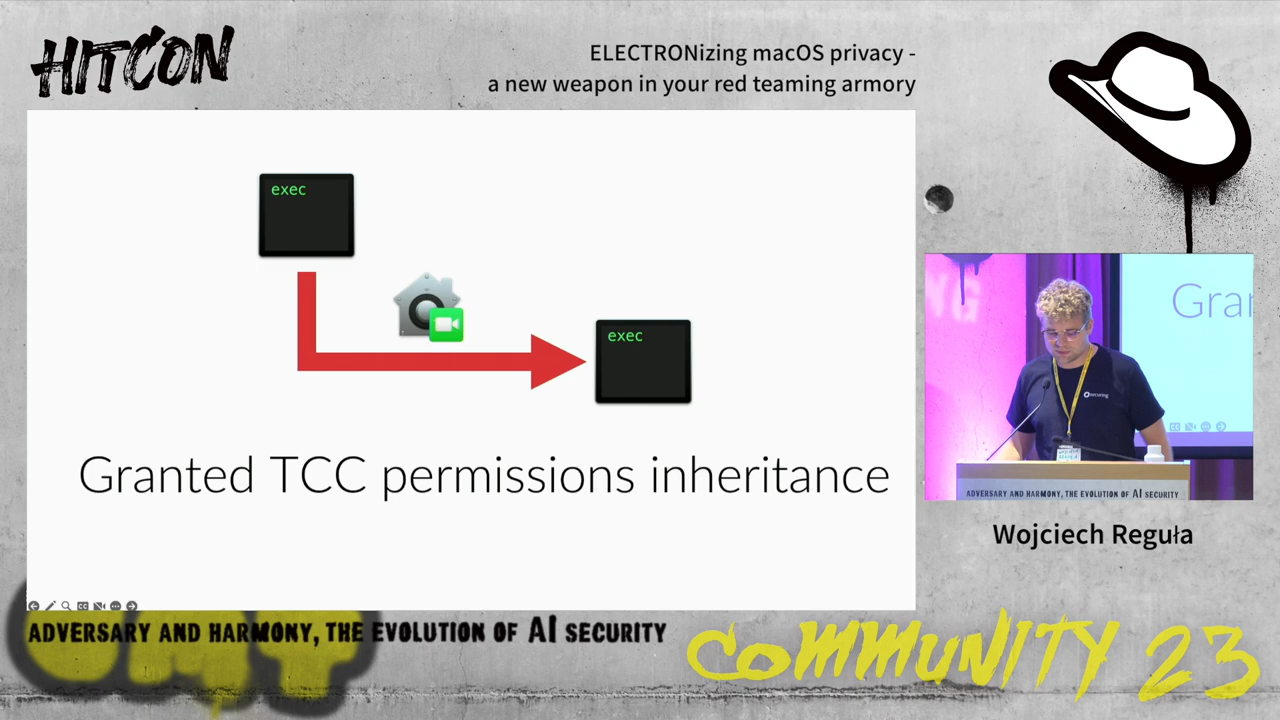 HITCON
ELECTRONizing macOS privacy -
a new weapon in your red teaming armory
exec
exec
Granted TCC permissions inheritance
Gran
securing
ADVERSARY AND HARMONY, THE EVOLUTION OF AI SECURITY
Wojciech Reguła
ADVERSARY AND HARMONY, THE EVOLUTION OF AI SECURITY
COMMUNITY 23